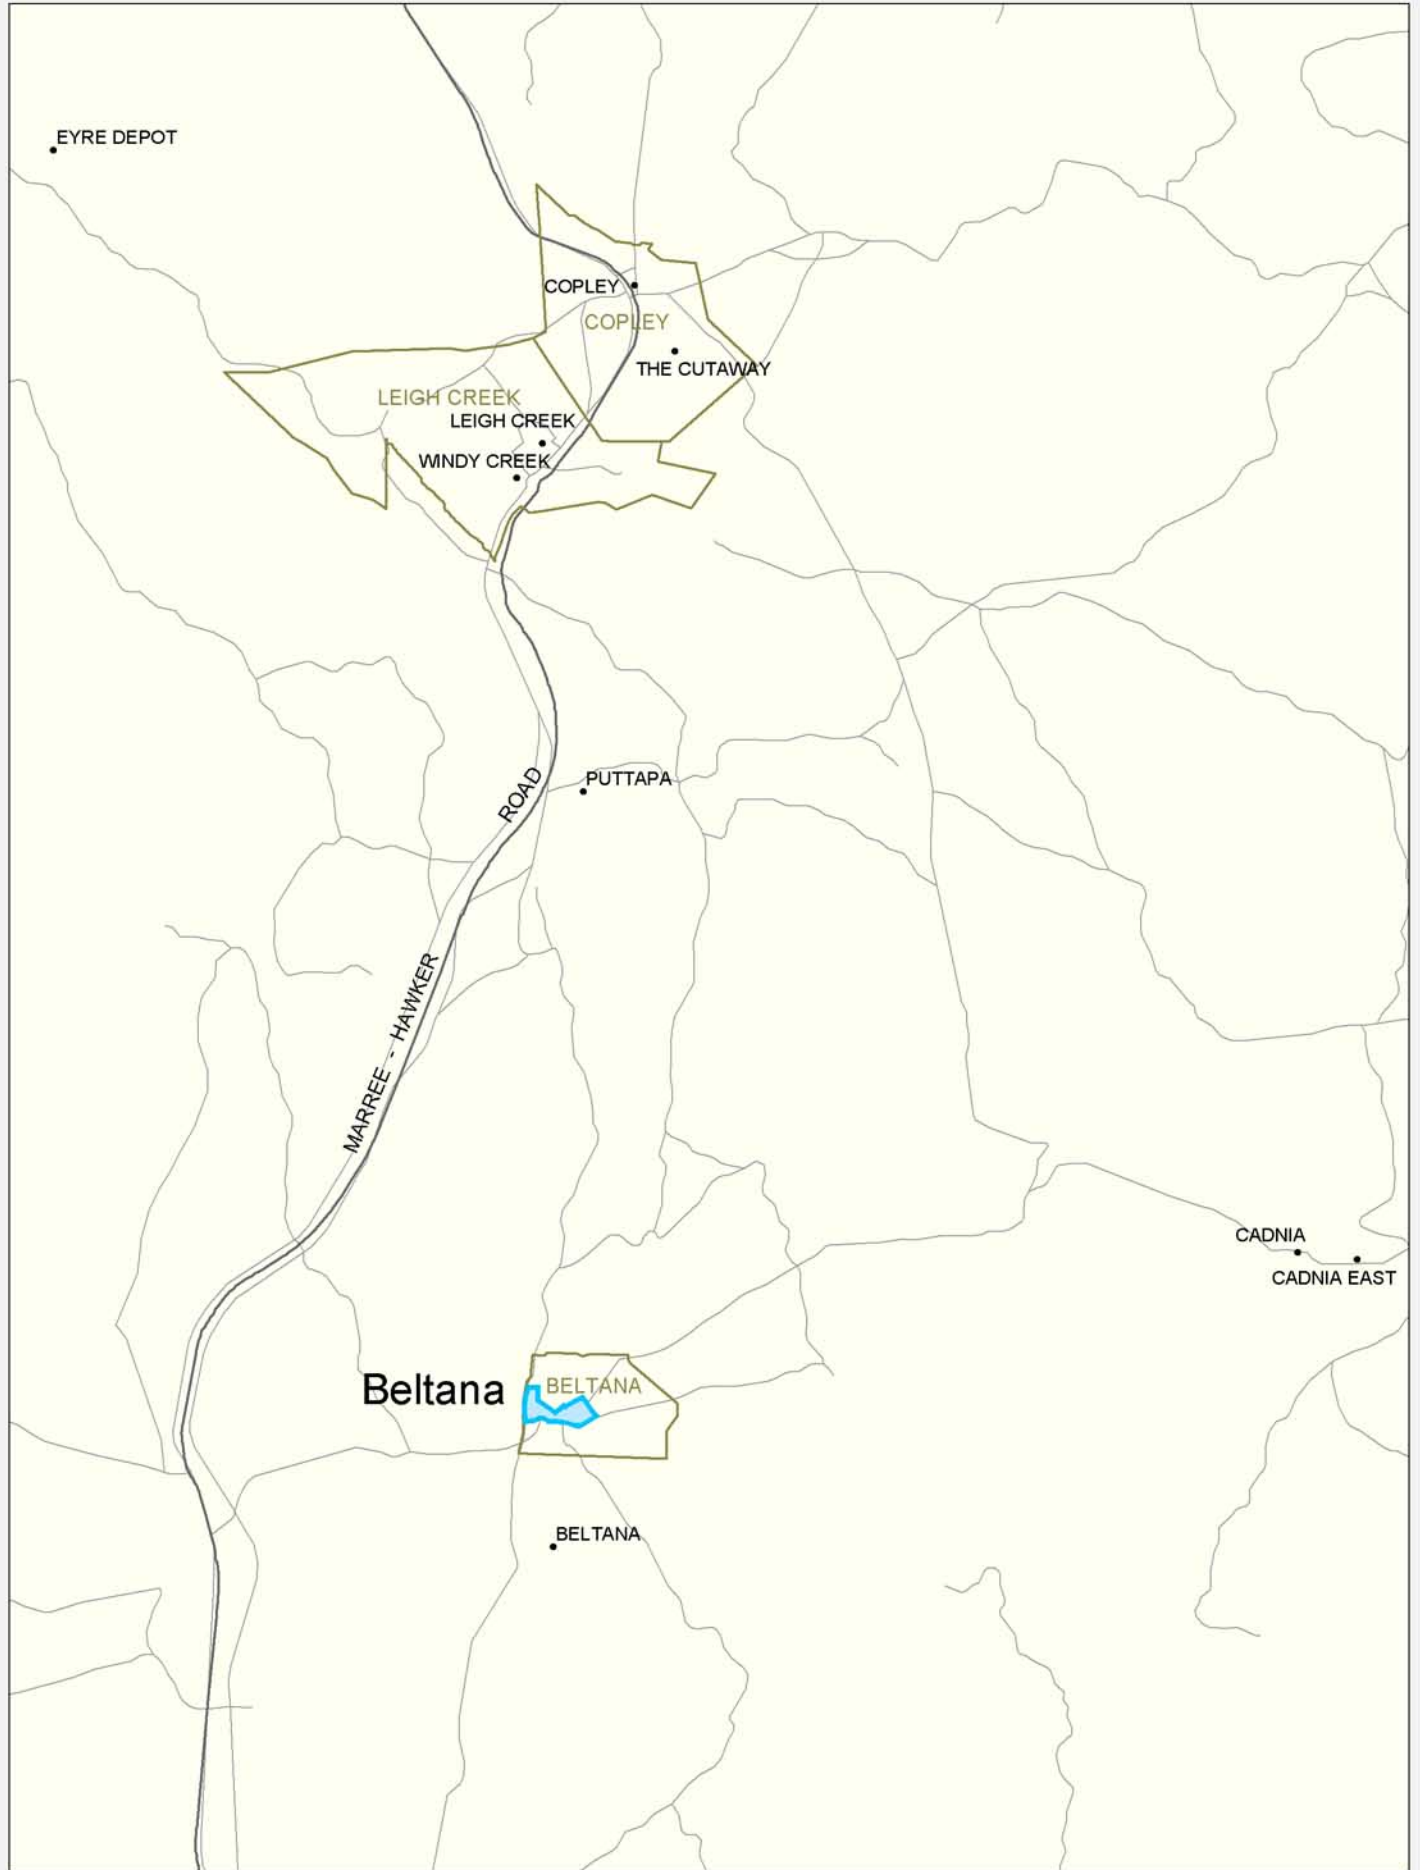 EYRE DEPOT
COPLEY
COPLEY
THE CUTAWAY
LEIGH CREEK
LEIGH CREEK
WINDY CREEK
PUTTAPA
MARREE - HAWKER ROAD
CADNIA
CADNIA EAST
Beltana
BELTANA
BELTANA